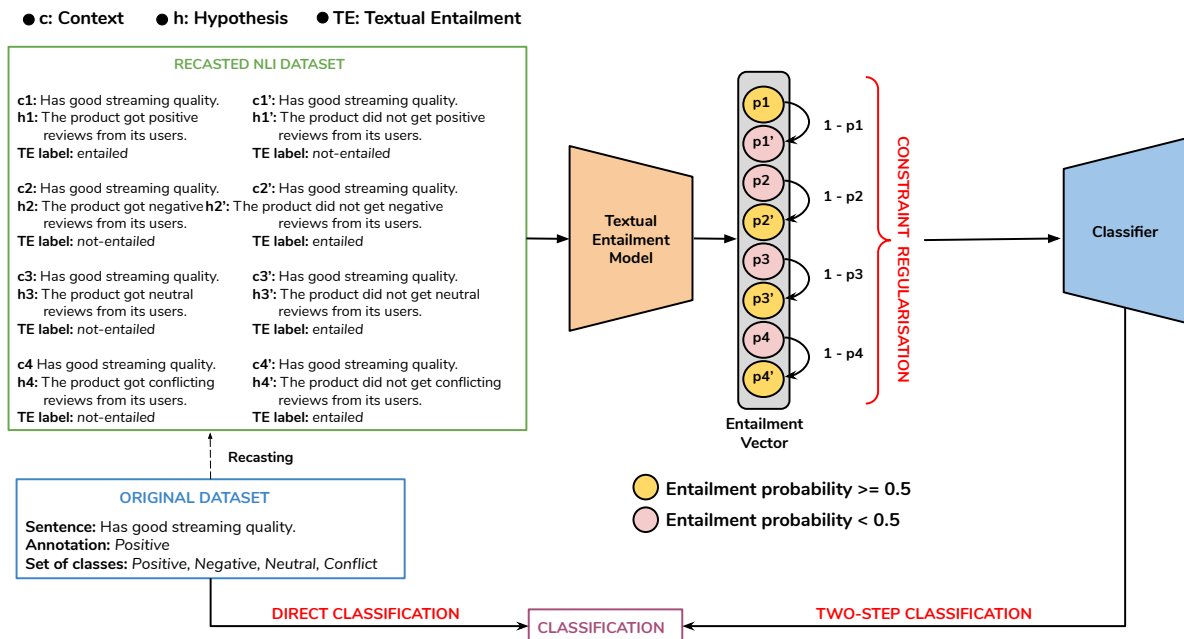 ● c: Context ● h: Hypothesis ● TE: Textual Entailment
RECASTED NLI DATASET
c1: Has good streaming quality.
h1: The product got positive
reviews from its users.
TE label: entailed
c1': Has good streaming quality.
h1': The product did not get positive
reviews from its users.
TE label: not-entailed
c2: Has good streaming quality.
h2: The product got negative
reviews from its users.
TE label: not-entailed
c2': Has good streaming quality.
h2': The product did not get negative
reviews from its users.
TE label: entailed
c3: Has good streaming quality.
h3: The product got neutral
reviews from its users.
TE label: not-entailed
c3': Has good streaming quality.
h3': The product did not get neutral
reviews from its users.
TE label: entailed
c4 Has good streaming quality.
h4: The product got conflicting
reviews from its users.
TE label: not-entailed
c4': Has good streaming quality.
h4': The product did not get conflicting
reviews from its users.
TE label: entailed
Recasting
ORIGINAL DATASET
Sentence: Has good streaming quality.
Annotation: Positive
Set of classes: Positive, Negative, Neutral, Conflict
Textual
Entailment
Model
p1
p1'
p2
p2'
p3
p3'
p4
p4'
Entailment
Vector
1 - p1
1 - p2
1 - p3
1 - p4
CONSTRAINT REGULARISATION
Classifier
Entailment probability >= 0.5
Entailment probability < 0.5
DIRECT CLASSIFICATION
CLASSIFICATION
TWO-STEP CLASSIFICATION